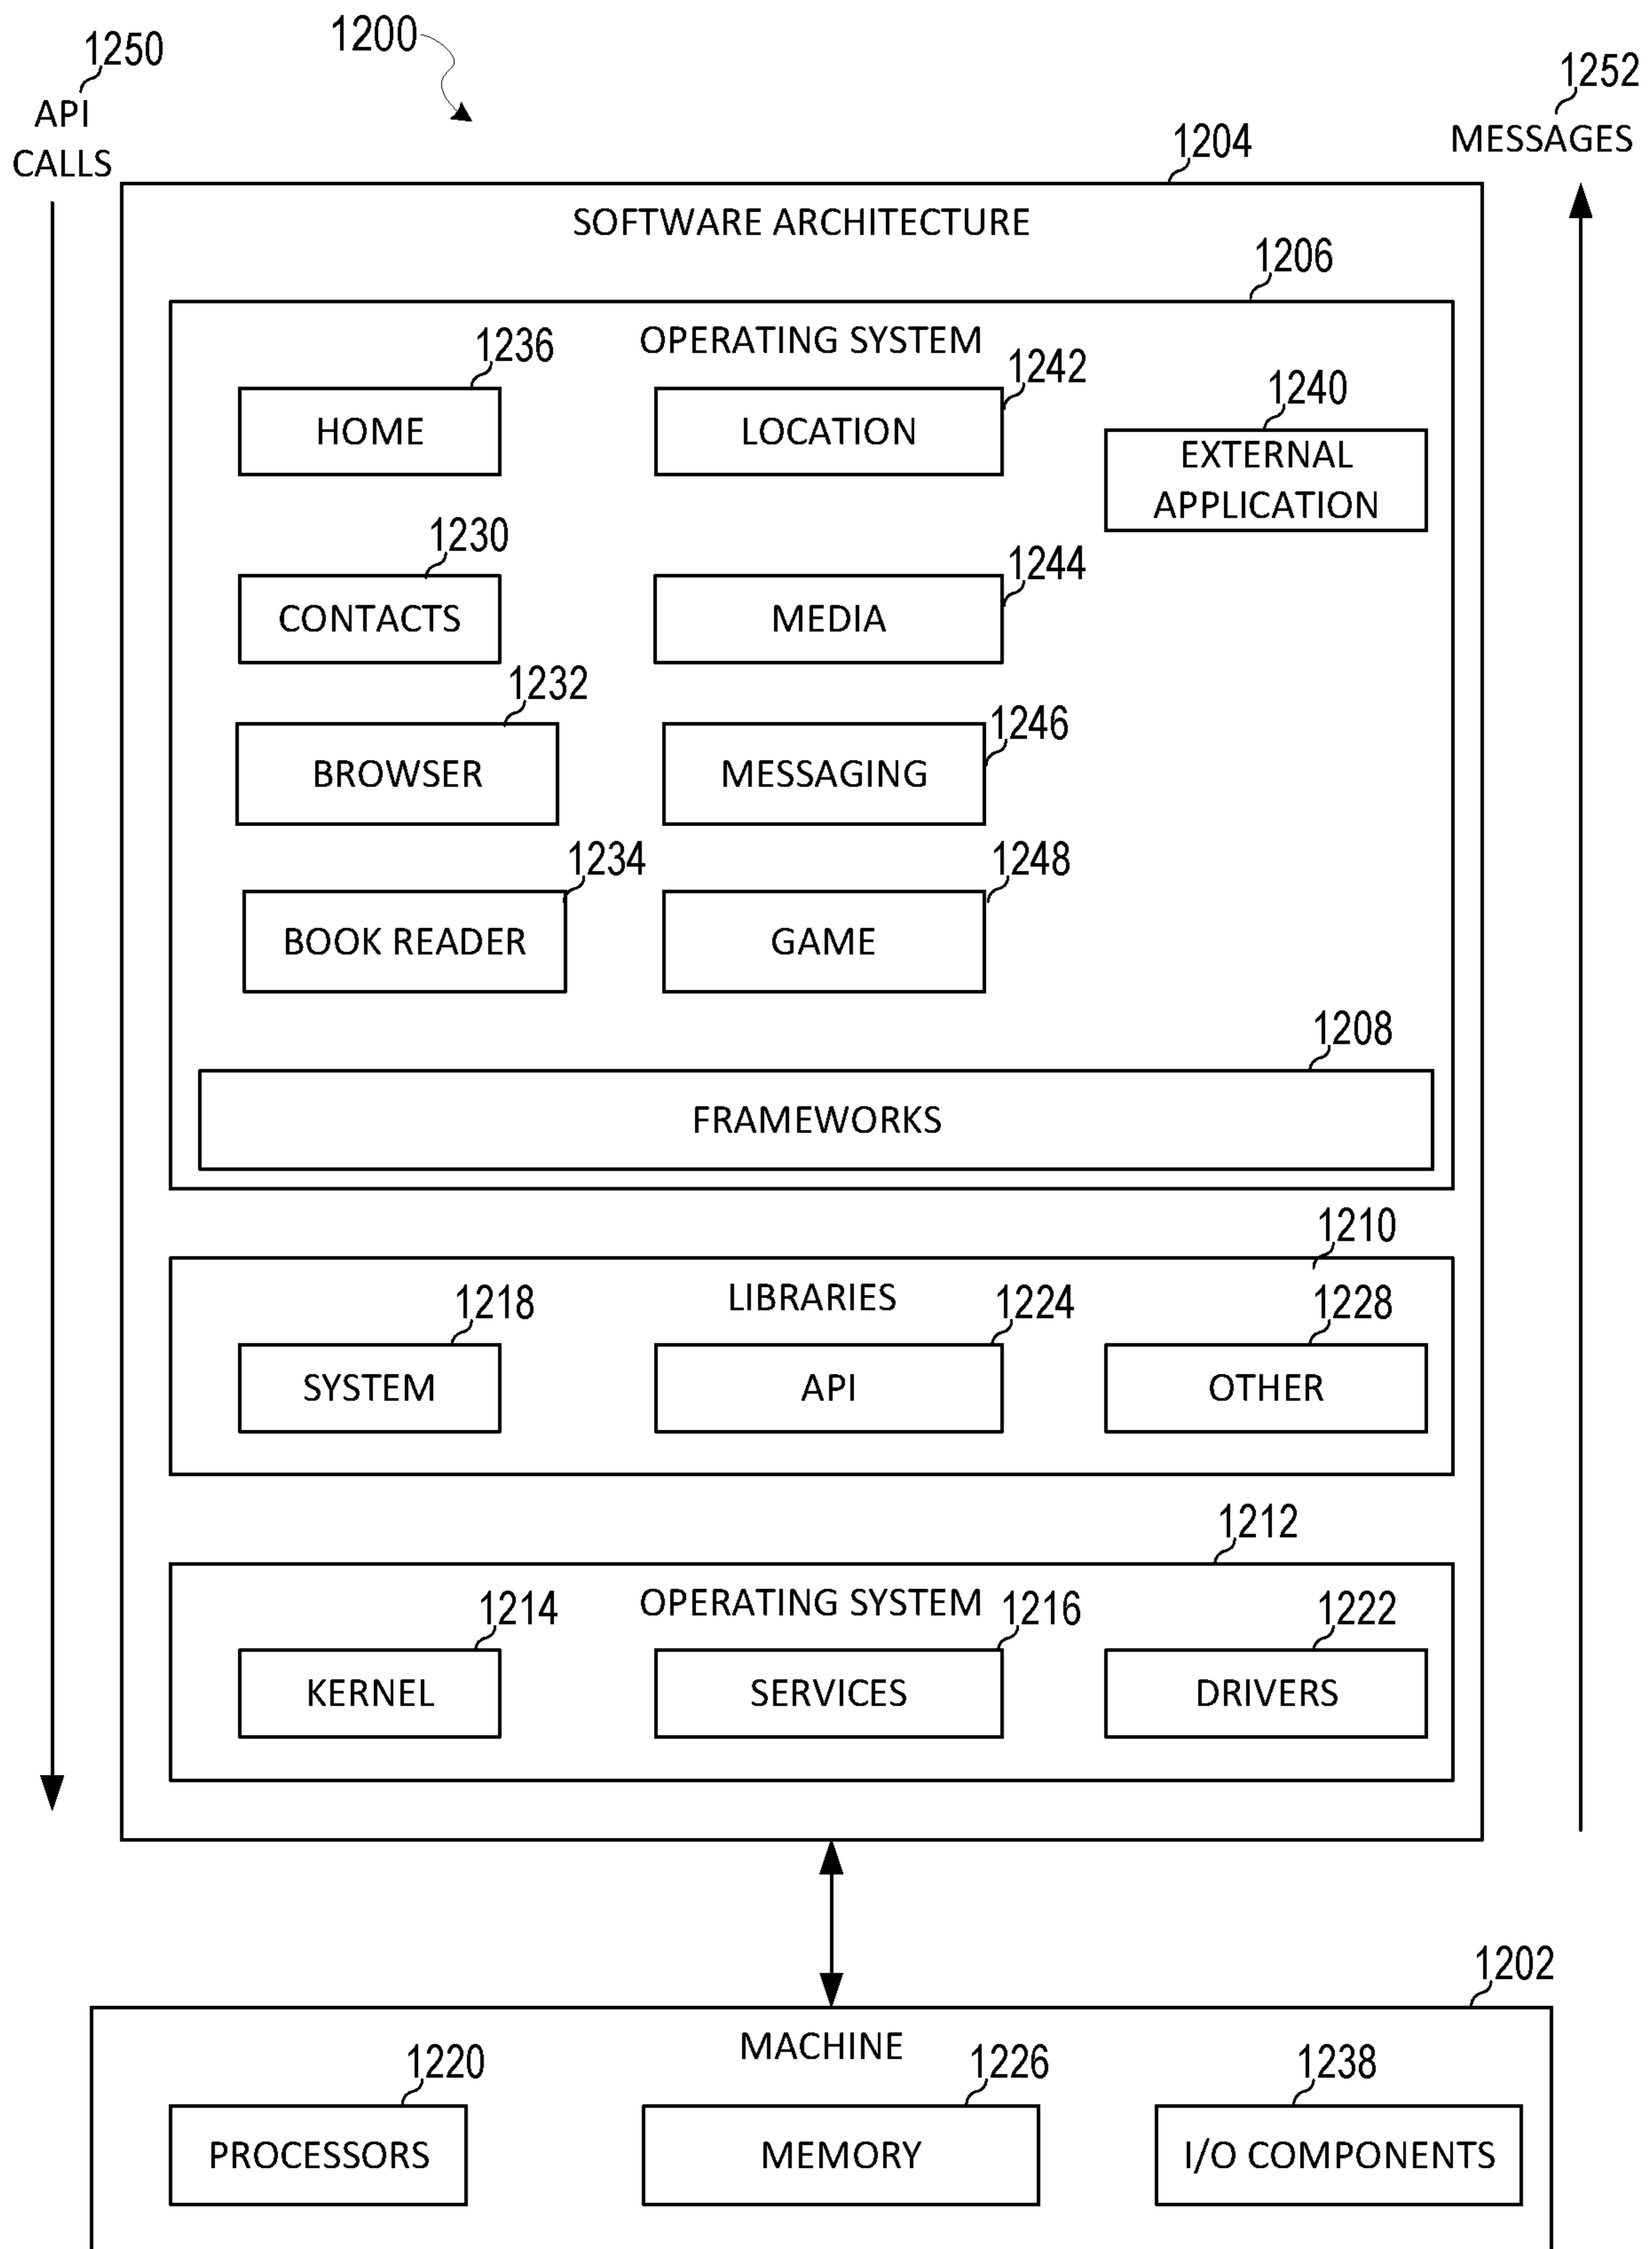 1250
1200
1252
API
CALLS
MESSAGES
1204
SOFTWARE ARCHITECTURE
1206
OPERATING SYSTEM
1236
1242
1240
HOME
LOCATION
EXTERNAL
APPLICATION
1230
1244
CONTACTS
MEDIA
1232
1246
BROWSER
MESSAGING
1234
1248
BOOK READER
GAME
1208
FRAMEWORKS
1210
LIBRARIES
1218
1224
1228
SYSTEM
API
OTHER
1212
OPERATING SYSTEM
1214
1216
1222
KERNEL
SERVICES
DRIVERS
1202
MACHINE
1220
1226
1238
PROCESSORS
MEMORY
I/O COMPONENTS